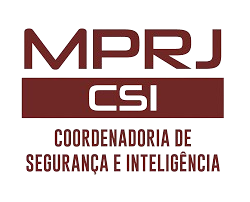 MPRJ
CSI
COORDENADORIA DE
SEGURANÇA E INTELIGÊNCIA